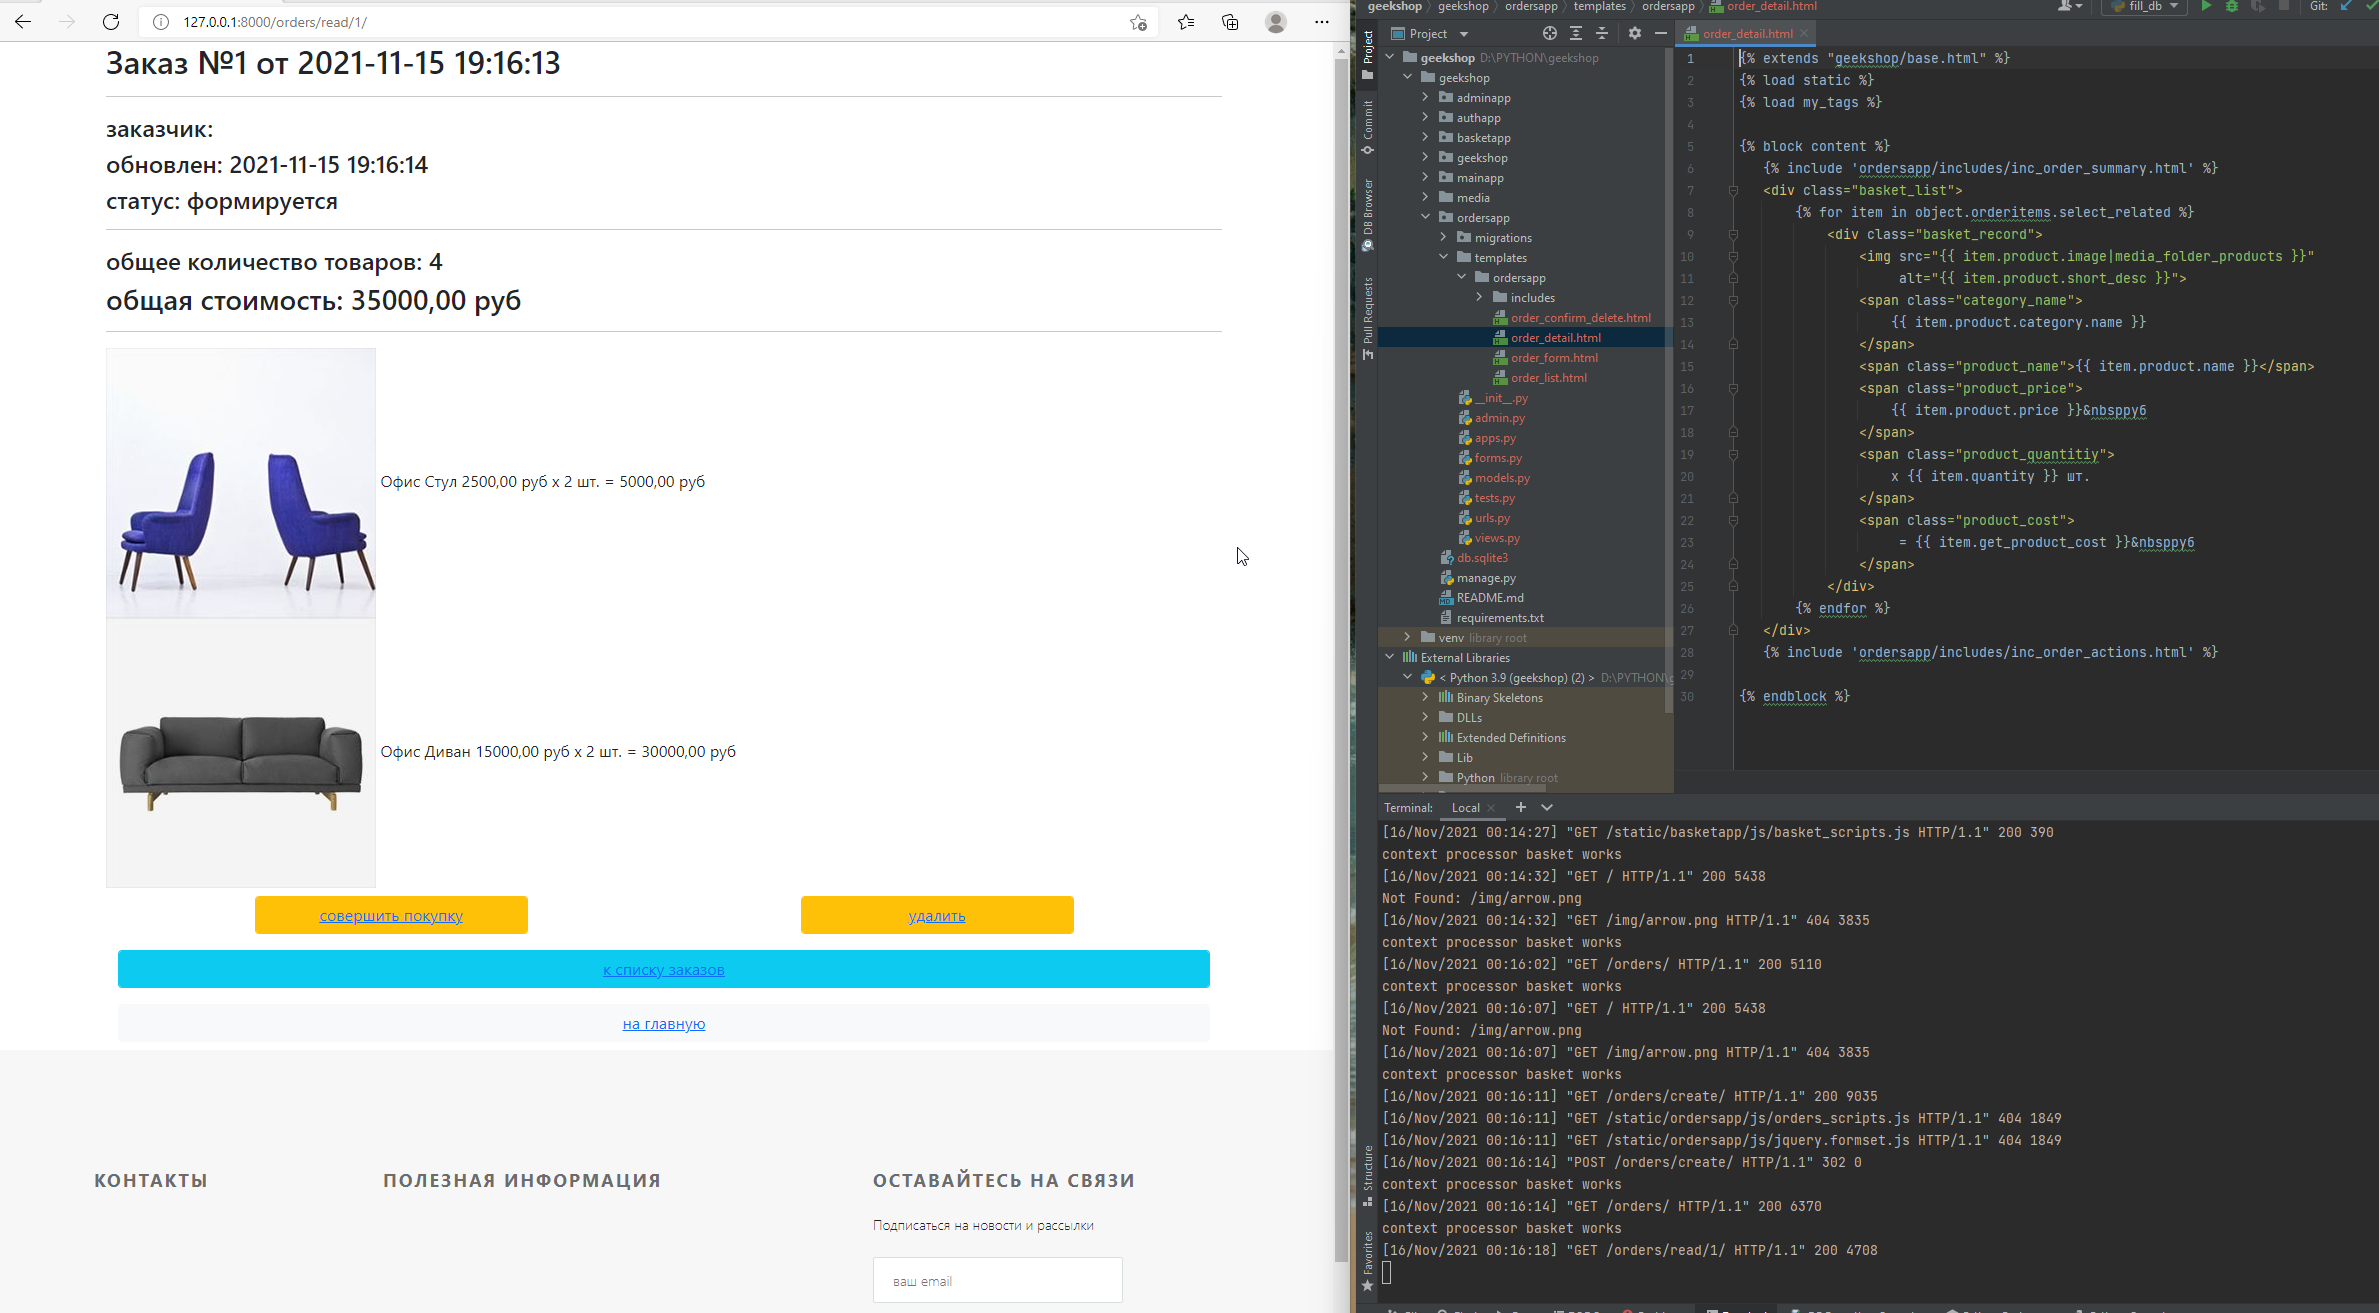 127.0.0.1:8000/orders/read/1/
Заказ №1 от 2021-11-15 19:16:13
заказчик:
обновлен: 2021-11-15 19:16:14
статус: формируется
общее количество товаров: 4
общая стоимость: 35000,00 руб
Офис Стул 2500,00 руб x 2 шт. = 5000,00 руб
Офис Диван 15000,00 руб x 2 шт. = 30000,00 руб
совершить покупку
удалить
к списку заказов
на главную
КОНТАКТЫ
ПОЛЕЗНАЯ ИНФОРМАЦИЯ
ОСТАВАЙТЕСЬ НА СВЯЗИ
Подписаться на новости и рассылки
ваш email
geekshop geekshop ordersapp templates ordersapp order_detail.html
fill_db
Git:
Project
Commit
DB Browser
Pull Requests
Structure
Favorites
Project
geekshop D:\PYTHON\geekshop
geekshop
adminapp
authapp
basketapp
geekshop
mainapp
media
ordersapp
migrations
templates
ordersapp
includes
order_confirm_delete.html
order_detail.html
order_form.html
order_list.html
__init__.py
admin.py
apps.py
forms.py
models.py
tests.py
urls.py
views.py
db.sqlite3
manage.py
README.md
requirements.txt
venv library root
External Libraries
< Python 3.9 (geekshop) (2) > D:\PYTHON\
Binary Skeletons
DLLs
Extended Definitions
Lib
Python library root
order_detail.html
1 {% extends "geekshop/base.html" %}
2 {% load static %}
3 {% load my_tags %}
4
5 {% block content %}
6 {% include 'ordersapp/includes/inc_order_summary.html' %}
7 <div class="basket_list">
8 {% for item in object.orderitems.select_related %}
9 <div class="basket_record">
10 <img src="{{ item.product.image|media_folder_products }}"
11 alt="{{ item.product.short_desc }}">
12 <span class="category_name">
13 {{ item.product.category.name }}
14 </span>
15 <span class="product_name">{{ item.product.name }}</span>
16 <span class="product_price">
17 {{ item.product.price }}&nbspруб
18 </span>
19 <span class="product_quantitiy">
20 x {{ item.quantity }} шт.
21 </span>
22 <span class="product_cost">
23 = {{ item.get_product_cost }}&nbspруб
24 </span>
25 </div>
26 {% endfor %}
27 </div>
28 {% include 'ordersapp/includes/inc_order_actions.html' %}
29
30 {% endblock %}
Terminal: Local
[16/Nov/2021 00:14:27] "GET /static/basketapp/js/basket_scripts.js HTTP/1.1" 200 390
context processor basket works
[16/Nov/2021 00:14:32] "GET / HTTP/1.1" 200 5438
Not Found: /img/arrow.png
[16/Nov/2021 00:14:32] "GET /img/arrow.png HTTP/1.1" 404 3835
context processor basket works
[16/Nov/2021 00:16:02] "GET /orders/ HTTP/1.1" 200 5110
context processor basket works
[16/Nov/2021 00:16:07] "GET / HTTP/1.1" 200 5438
Not Found: /img/arrow.png
[16/Nov/2021 00:16:07] "GET /img/arrow.png HTTP/1.1" 404 3835
context processor basket works
[16/Nov/2021 00:16:11] "GET /orders/create/ HTTP/1.1" 200 9035
[16/Nov/2021 00:16:11] "GET /static/ordersapp/js/orders_scripts.js HTTP/1.1" 404 1849
[16/Nov/2021 00:16:11] "GET /static/ordersapp/js/jquery.formset.js HTTP/1.1" 404 1849
[16/Nov/2021 00:16:14] "POST /orders/create/ HTTP/1.1" 302 0
context processor basket works
[16/Nov/2021 00:16:14] "GET /orders/ HTTP/1.1" 200 6370
context processor basket works
[16/Nov/2021 00:16:18] "GET /orders/read/1/ HTTP/1.1" 200 4708